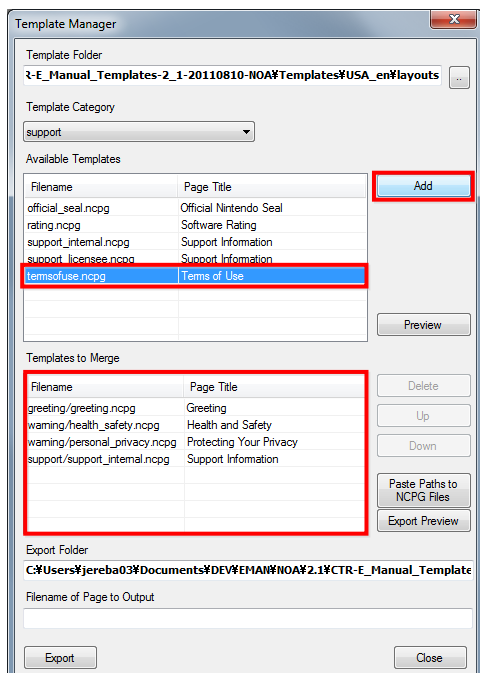 Template Manager
Template Folder
R-E_Manual_Templates-2_1-20110810-NOA¥Templates¥USA_en¥layouts
..
Template Category
support
Available Templates
Filename Page Title
Add
official_seal.ncpg Official Nintendo Seal
rating.ncpg Software Rating
support_internal.ncpg Support Information
support_licensee.ncpg Support Information
termsofuse.ncpg Terms of Use
Preview
Templates to Merge
Filename Page Title
Delete
greeting/greeting.ncpg Greeting
warning/health_safety.ncpg Health and Safety
Up
warning/personal_privacy.ncpg Protecting Your Privacy
Down
support/support_internal.ncpg Support Information
Paste Paths to
NCPG Files
Export Preview
Export Folder
C:¥Users¥jereba03¥Documents¥DEV¥EMAN¥NOA¥2.1¥CTR-E_Manual_Template
Filename of Page to Output
Export
Close